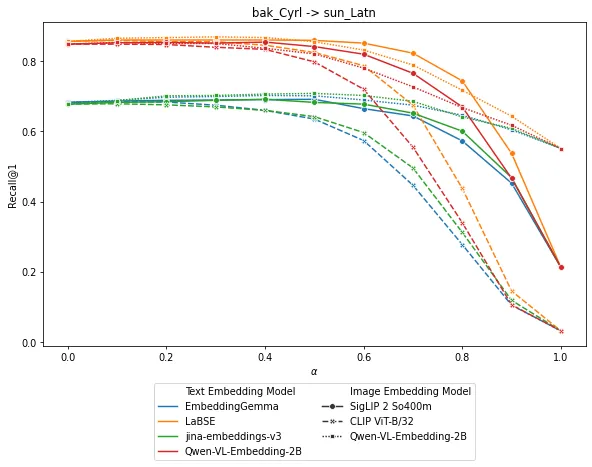 bak_Cyrl -> sun_Latn
Recall@1
0.8
0.6
0.4
0.2
0.0
0.0 0.2 0.4 0.6 0.8 1.0
α
Text Embedding Model
EmbeddingGemma
LaBSE
jina-embeddings-v3
Qwen-VL-Embedding-2B
Image Embedding Model
SigLIP 2 So400m
CLIP ViT-B/32
Qwen-VL-Embedding-2B